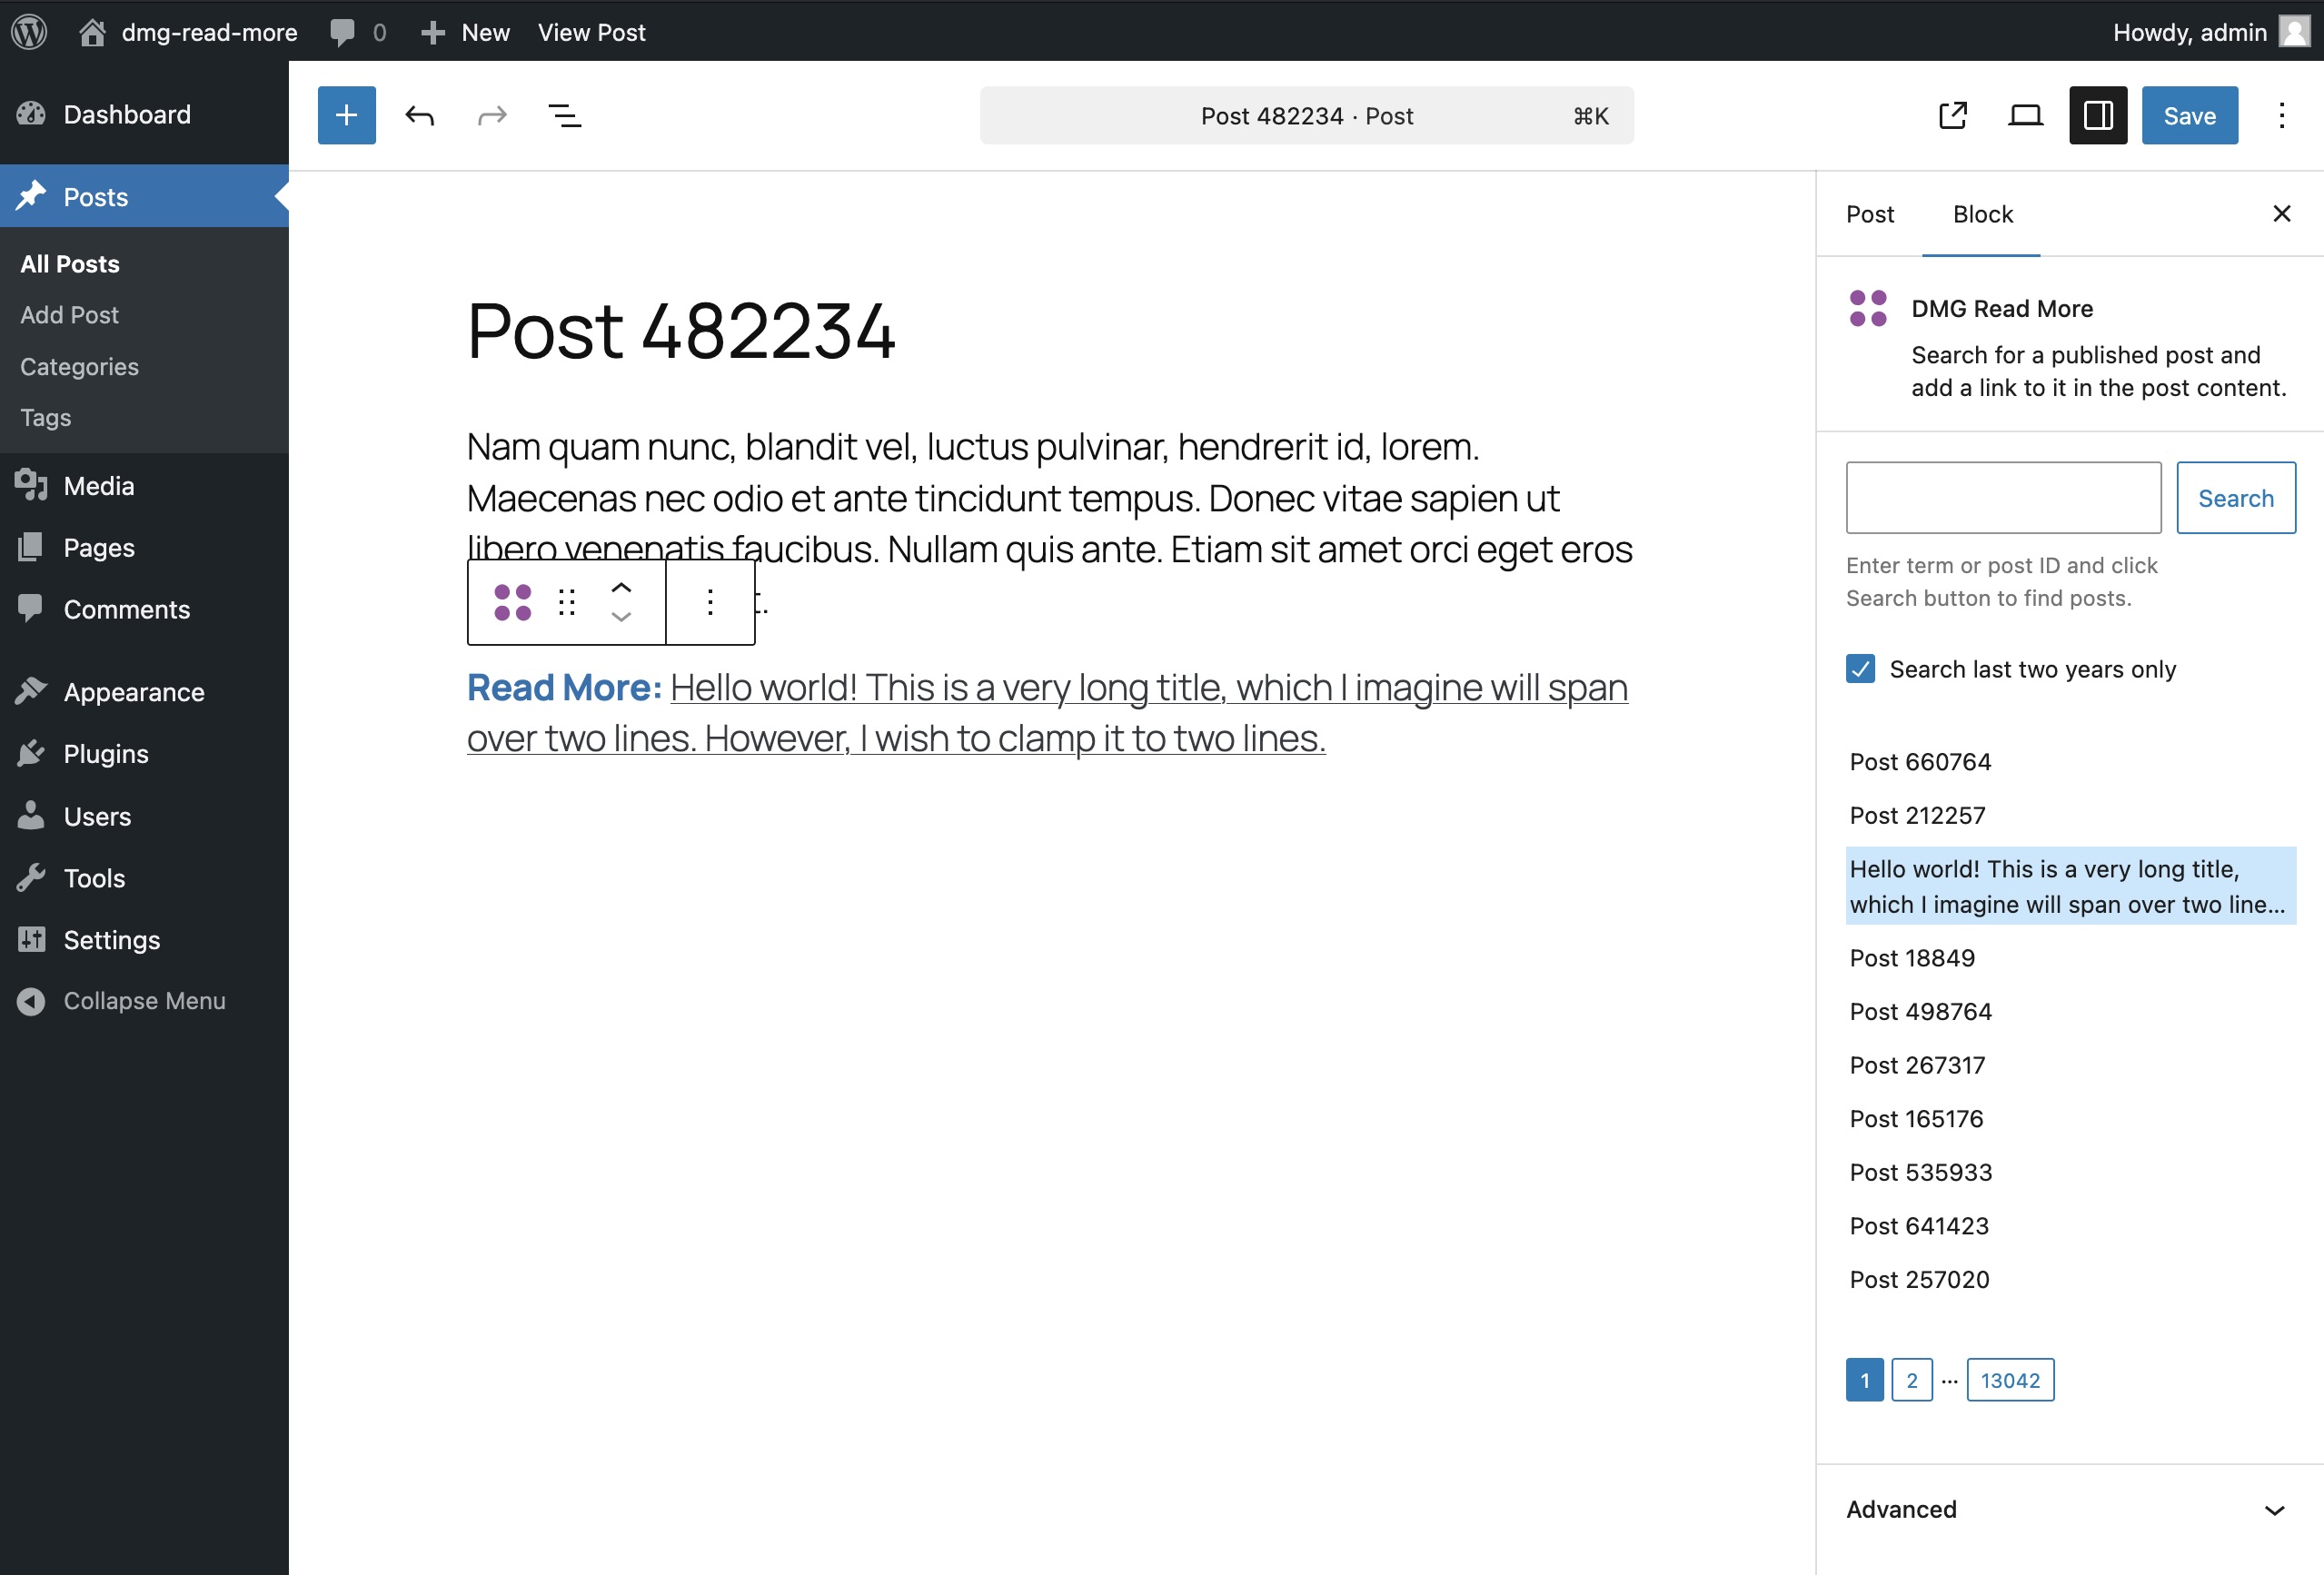 dmg-read-more 0 New View Post Howdy, admin
Dashboard
Posts
All Posts
Add Post
Categories
Tags
Media
Pages
Comments
Appearance
Plugins
Users
Tools
Settings
Collapse Menu
Post 482234 · Post ⌘K
Save
Post 482234
Nam quam nunc, blandit vel, luctus pulvinar, hendrerit id, lorem.
Maecenas nec odio et ante tincidunt tempus. Donec vitae sapien ut
libero venenatis faucibus. Nullam quis ante. Etiam sit amet orci eget eros
Read More: Hello world! This is a very long title, which I imagine will span
over two lines. However, I wish to clamp it to two lines.
Post Block
DMG Read More
Search for a published post and
add a link to it in the post content.
Search
Enter term or post ID and click
Search button to find posts.
Search last two years only
Post 660764
Post 212257
Hello world! This is a very long title,
which I imagine will span over two line...
Post 18849
Post 498764
Post 267317
Post 165176
Post 535933
Post 641423
Post 257020
1 2 ... 13042
Advanced